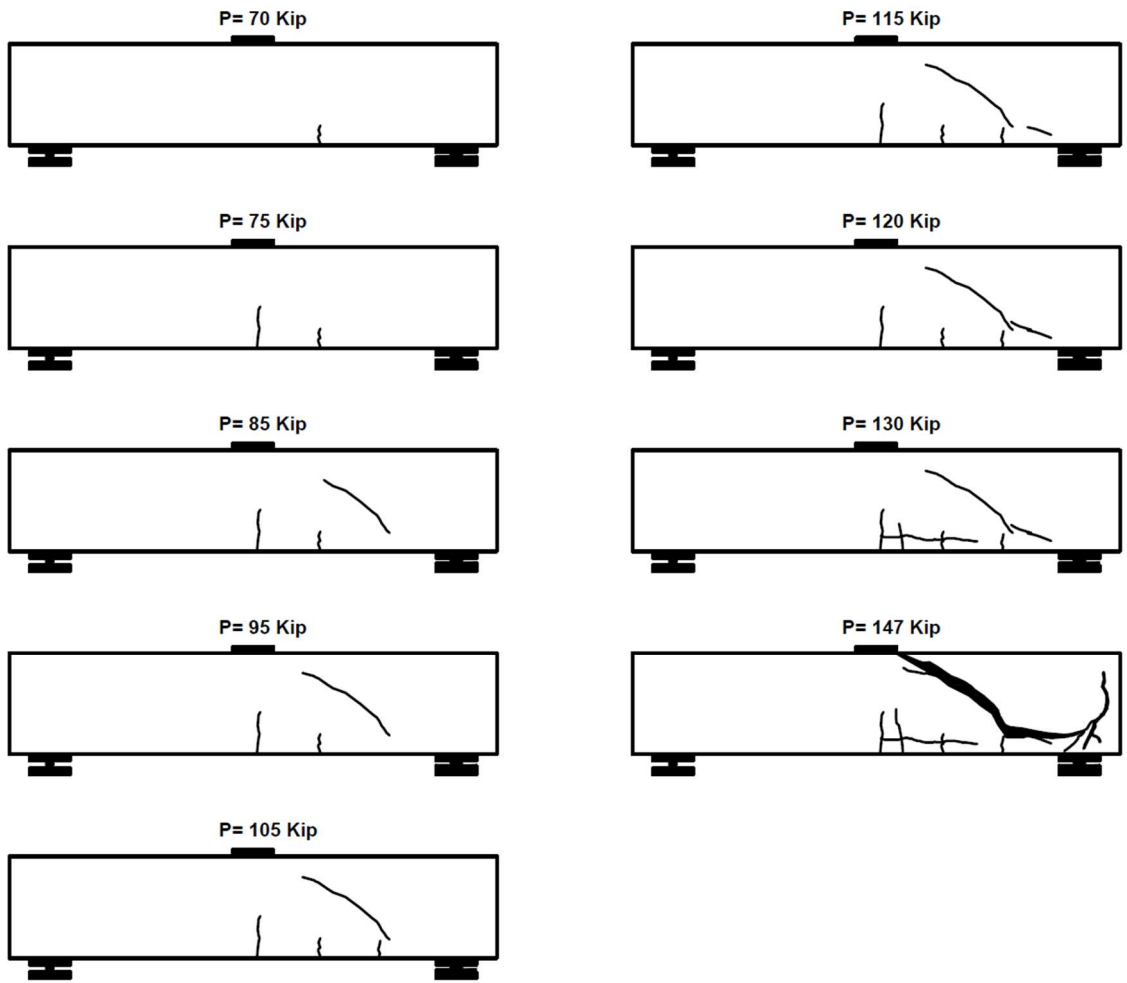 P= 70 Kip
P= 75 Kip
P= 85 Kip
P= 95 Kip
P= 105 Kip
P= 115 Kip
P= 120 Kip
P= 130 Kip
P= 147 Kip